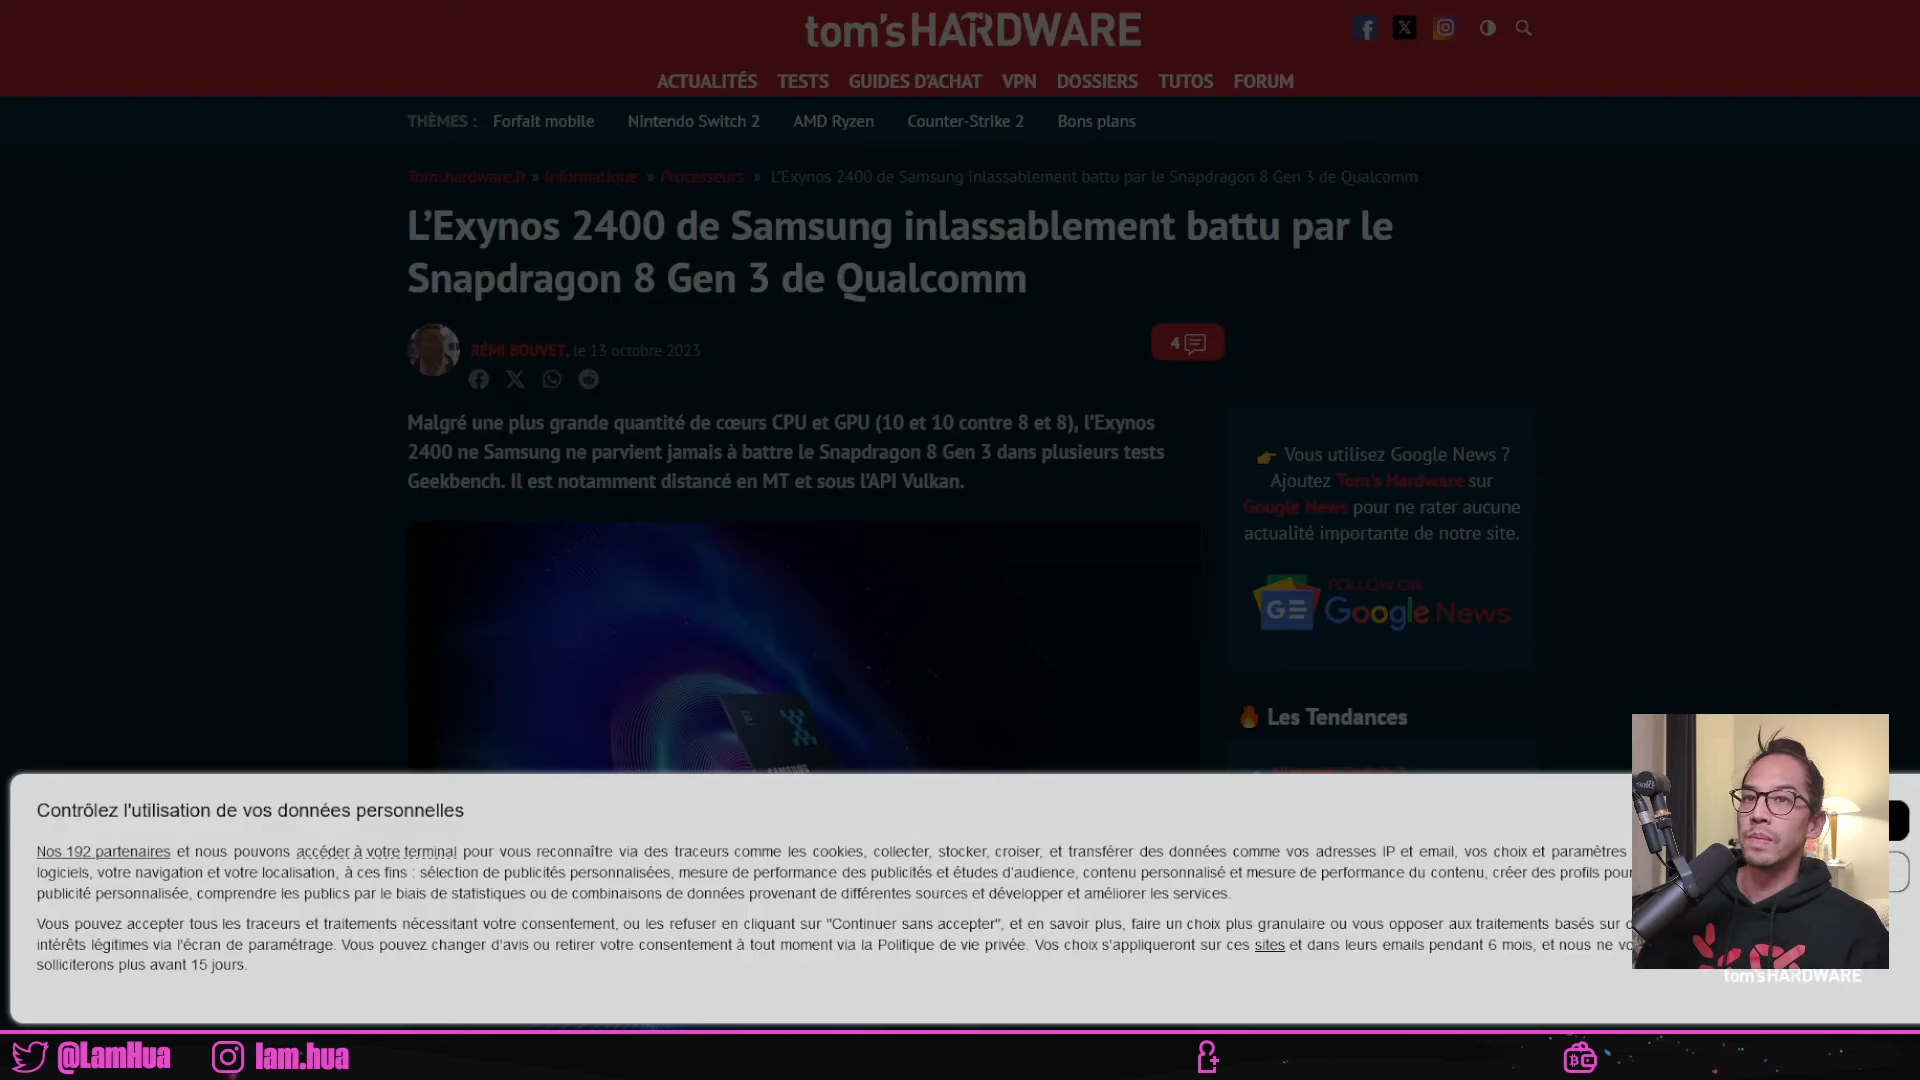 tom's HARDWARE
ACTUALITÉS TESTS GUIDES D'ACHAT VPN DOSSIERS TUTOS FORUM
THÈMES : Forfait mobile Nintendo Switch 2 AMD Ryzen Counter-Strike 2 Bons plans
Tomshardware.fr » Informatique » Processeurs » L'Exynos 2400 de Samsung inlassablement battu par le Snapdragon 8 Gen 3 de Qualcomm
L'Exynos 2400 de Samsung inlassablement battu par le
Snapdragon 8 Gen 3 de Qualcomm
RÉMI BOUVET, le 13 octobre 2023
4
Malgré une plus grande quantité de cœurs CPU et GPU (10 et 10 contre 8 et 8), l'Exynos
2400 ne Samsung ne parvient jamais à battre le Snapdragon 8 Gen 3 dans plusieurs tests
Geekbench. Il est notamment distancé en MT et sous l'API Vulkan.
Vous utilisez Google News ?
Ajoutez Tom's Hardware sur
Google News pour ne rater aucune
actualité importante de notre site.
FOLLOW ON
GE Google News
Les Tendances
SAMSUNG
Contrôlez l'utilisation de vos données personnelles
Nos 192 partenaires et nous pouvons accéder à votre terminal pour vous reconnaître via des traceurs comme les cookies, collecter, stocker, croiser, et transférer des données comme vos adresses IP et email, vos choix et paramètres
logiciels, votre navigation et votre localisation, à ces fins : sélection de publicités personnalisées, mesure de performance des publicités et études d'audience, contenu personnalisé et mesure de performance du contenu, créer des profils pour
publicité personnalisée, comprendre les publics par le biais de statistiques ou de combinaisons de données provenant de différentes sources et développer et améliorer les services.
Vous pouvez accepter tous les traceurs et traitements nécessitant votre consentement, ou les refuser en cliquant sur "Continuer sans accepter", et en savoir plus, faire un choix plus granulaire ou vous opposer aux traitements basés sur
intérêts légitimes via l'écran de paramétrage. Vous pouvez changer d'avis ou retirer votre consentement à tout moment via la Politique de vie privée. Vos choix s'appliqueront sur ces sites et dans leurs emails pendant 6 mois, et nous ne
solliciterons plus avant 15 jours.
tom's HARDWARE
@LamHua lam.hua